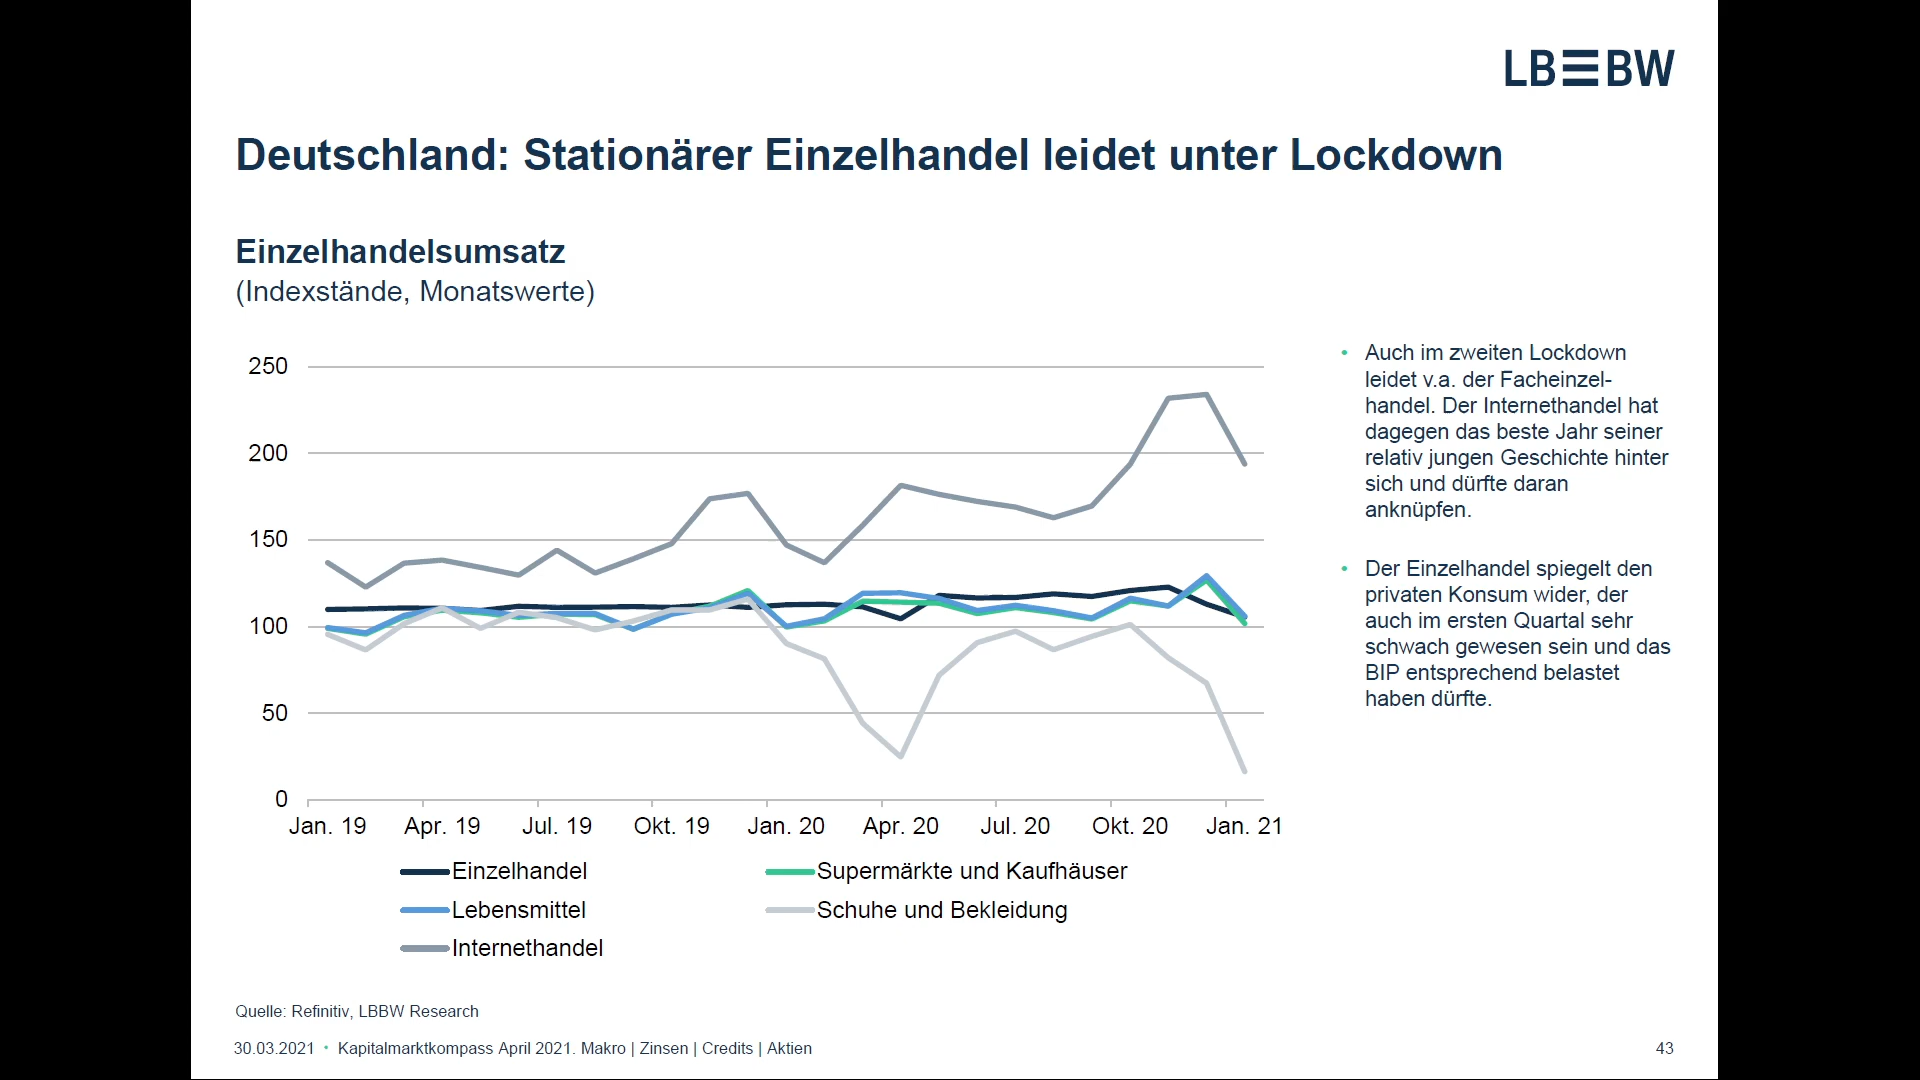 LBBW
Deutschland: Stationärer Einzelhandel leidet unter Lockdown
Einzelhandelsumsatz
(Indexstände, Monatswerte)
250
200
150
100
50
0
Jan. 19 Apr. 19 Jul. 19 Okt. 19 Jan. 20 Apr. 20 Jul. 20 Okt. 20 Jan. 21
Einzelhandel Supermärkte und Kaufhäuser
Lebensmittel Schuhe und Bekleidung
Internethandel
• Auch im zweiten Lockdown
leidet v.a. der Facheinzel-
handel. Der Internethandel hat
dagegen das beste Jahr seiner
relativ jungen Geschichte hinter
sich und dürfte daran
anknüpfen.
• Der Einzelhandel spiegelt den
privaten Konsum wider, der
auch im ersten Quartal sehr
schwach gewesen sein und das
BIP entsprechend belastet
haben dürfte.
Quelle: Refinitiv, LBBW Research
30.03.2021 • Kapitalmarktkompass April 2021. Makro | Zinsen | Credits | Aktien 43